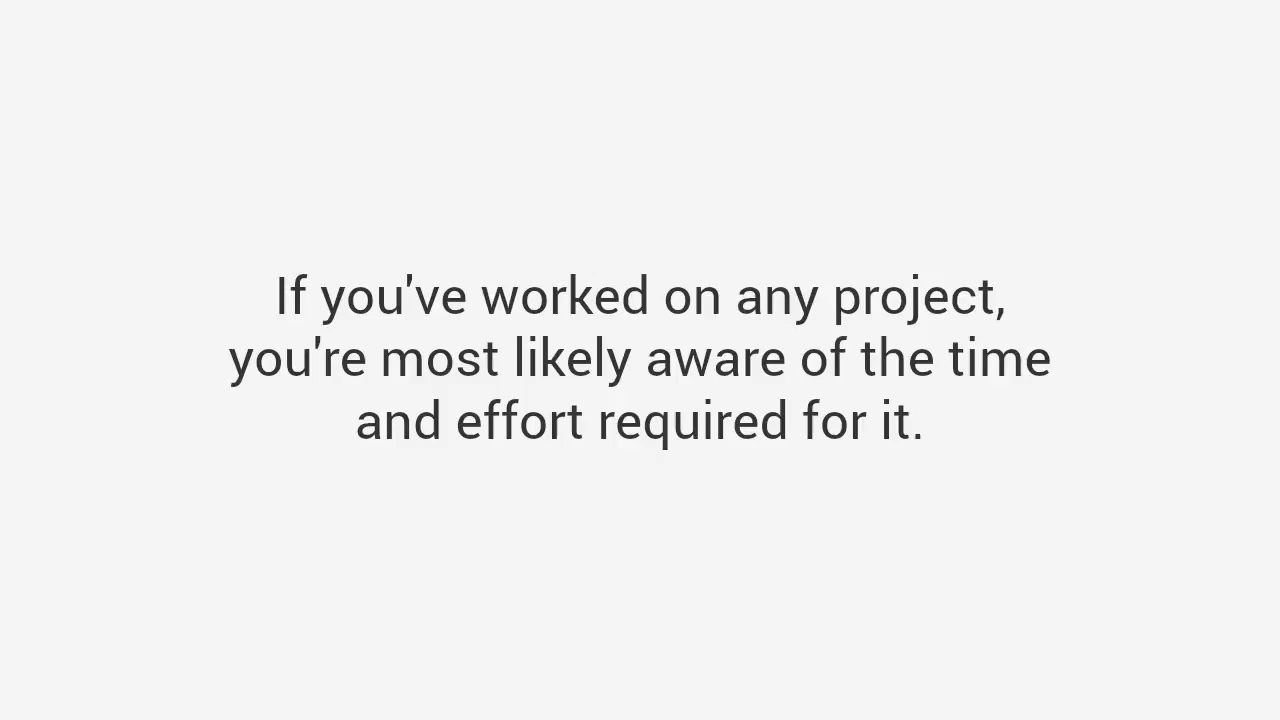 If you've worked on any project,
you're most likely aware of the time
and effort required for it.